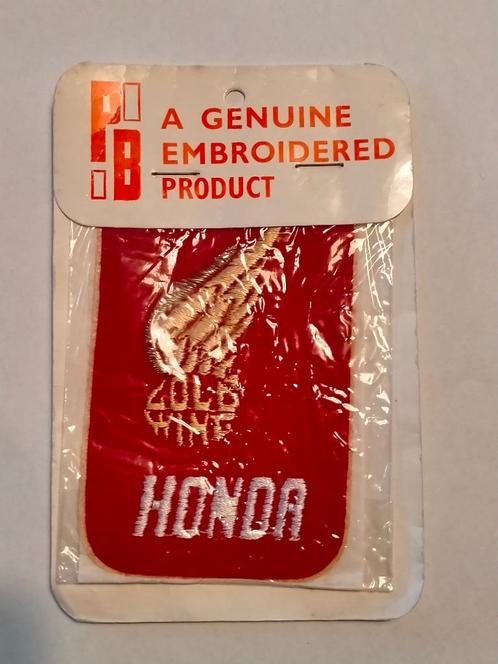 PB
A GENUINE
EMBROIDERED
PRODUCT
GOLD
WING
HONDA